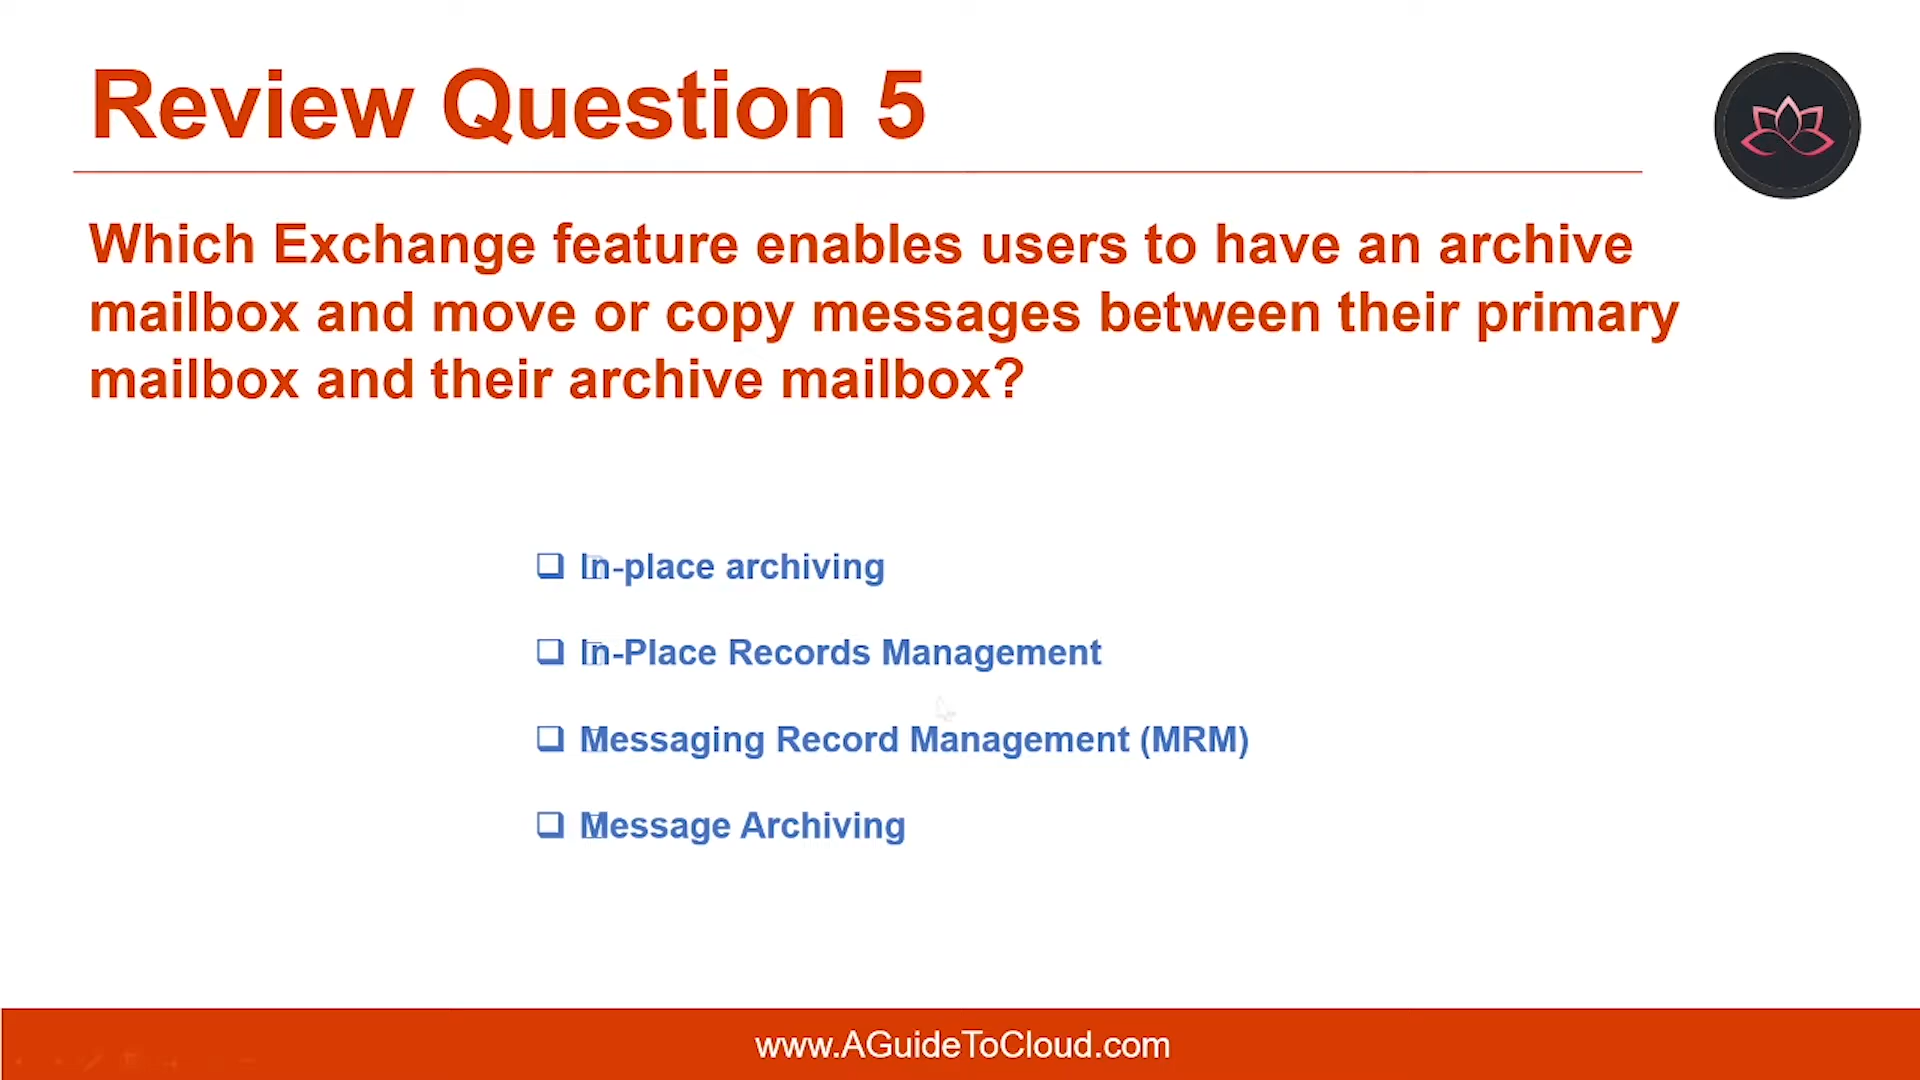 Review Question 5
Which Exchange feature enables users to have an archive
mailbox and move or copy messages between their primary
mailbox and their archive mailbox?
In-place archiving
In-Place Records Management
Messaging Record Management (MRM)
Message Archiving
www.AGuideToCloud.com